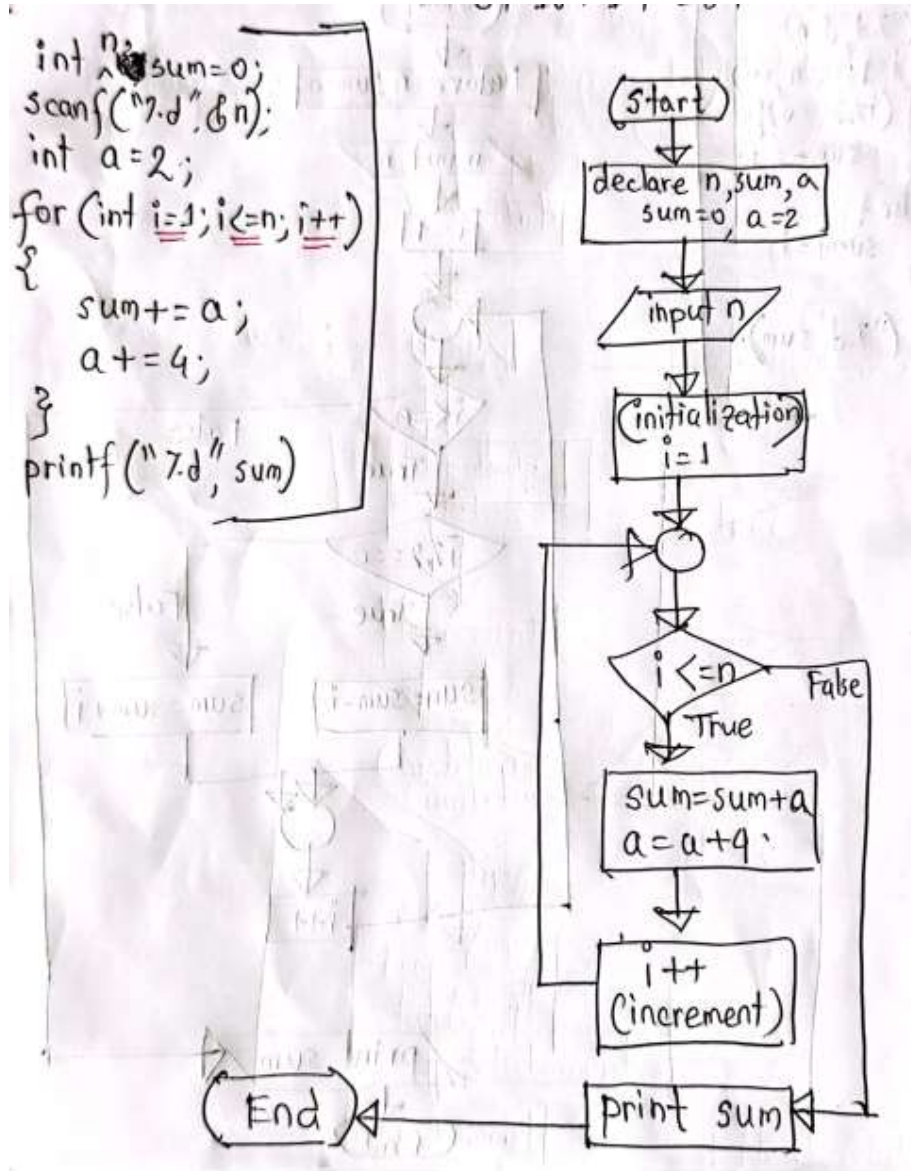 int n, sum=0;
scanf("%d",&n);
int a=2;
for (int i=1; i<=n; i++)
{
sum+=a;
a+=4;
}
printf("%d", sum)
Start
declare n, sum, a
sum=0, a=2
input n
(initialization)
i=1
i<=n
False
True
sum=sum+a
a=a+4
i++
(increment)
print sum
End